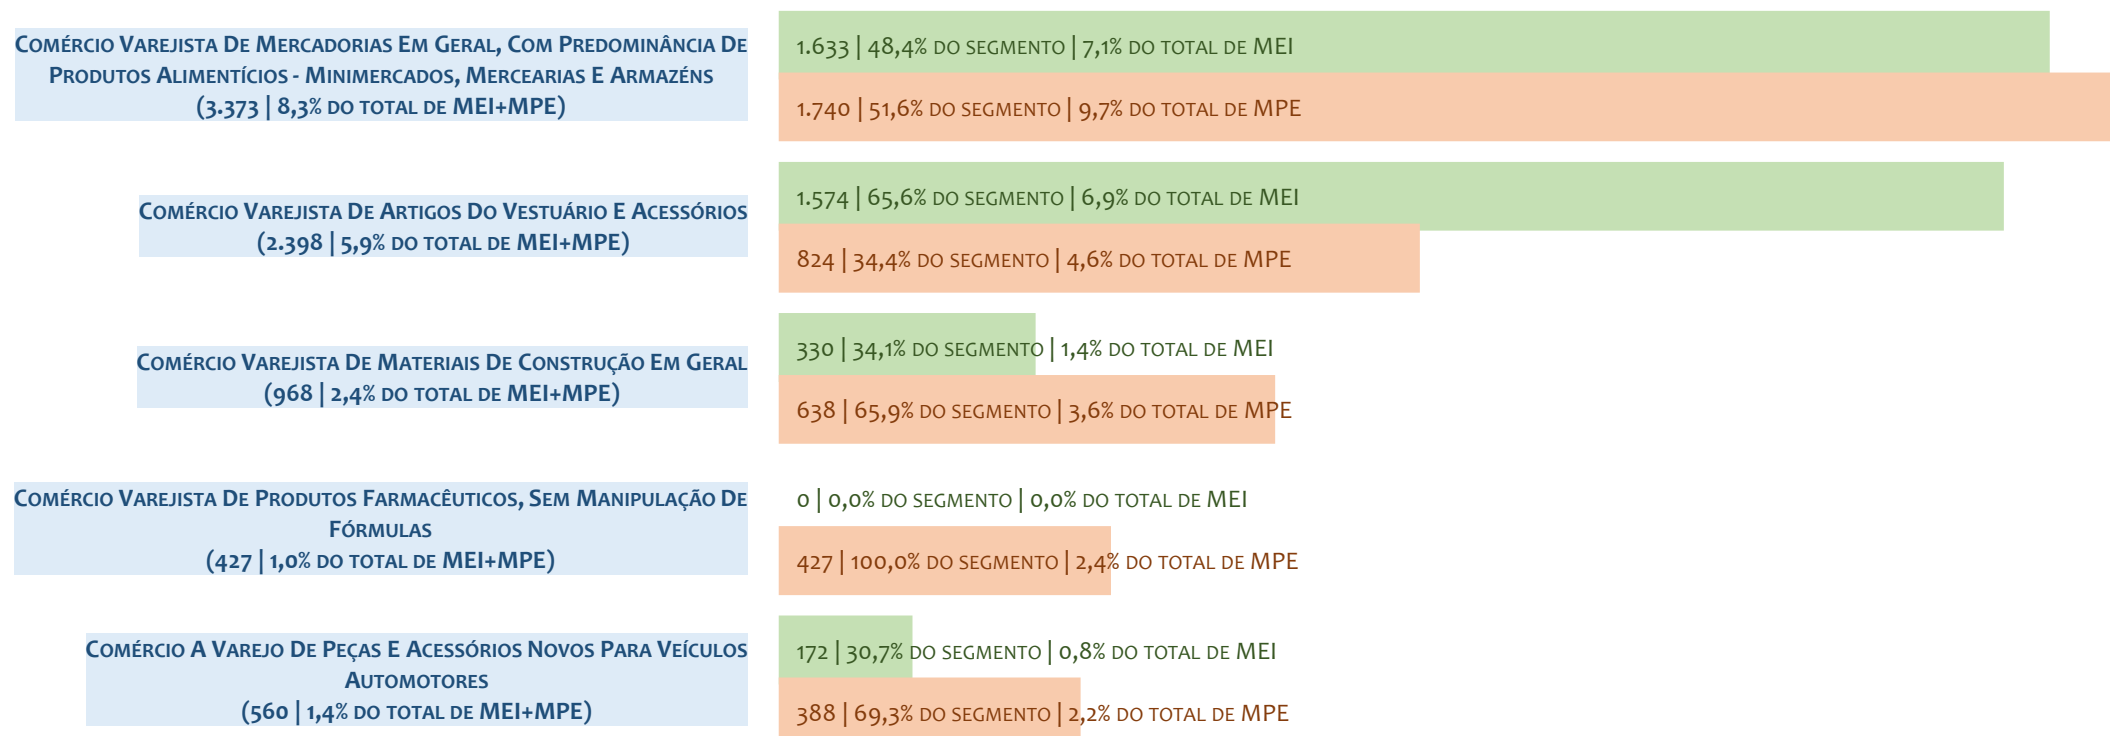 Comércio Varejista De Mercadorias Em Geral, Com Predominância De
Produtos Alimentícios - Minimercados, Mercearias E Armazéns
(3.373 | 8,3% do total de MEI+MPE)
1.633 | 48,4% do segmento | 7,1% do total de MEI
1.740 | 51,6% do segmento | 9,7% do total de MPE
Comércio Varejista De Artigos Do Vestuário E Acessórios
(2.398 | 5,9% do total de MEI+MPE)
1.574 | 65,6% do segmento | 6,9% do total de MEI
824 | 34,4% do segmento | 4,6% do total de MPE
Comércio Varejista De Materiais De Construção Em Geral
(968 | 2,4% do total de MEI+MPE)
330 | 34,1% do segmento | 1,4% do total de MEI
638 | 65,9% do segmento | 3,6% do total de MPE
Comércio Varejista De Produtos Farmacêuticos, Sem Manipulação De
Fórmulas
(427 | 1,0% do total de MEI+MPE)
0 | 0,0% do segmento | 0,0% do total de MEI
427 | 100,0% do segmento | 2,4% do total de MPE
Comércio A Varejo De Peças E Acessórios Novos Para Veículos
Automotores
(560 | 1,4% do total de MEI+MPE)
172 | 30,7% do segmento | 0,8% do total de MEI
388 | 69,3% do segmento | 2,2% do total de MPE